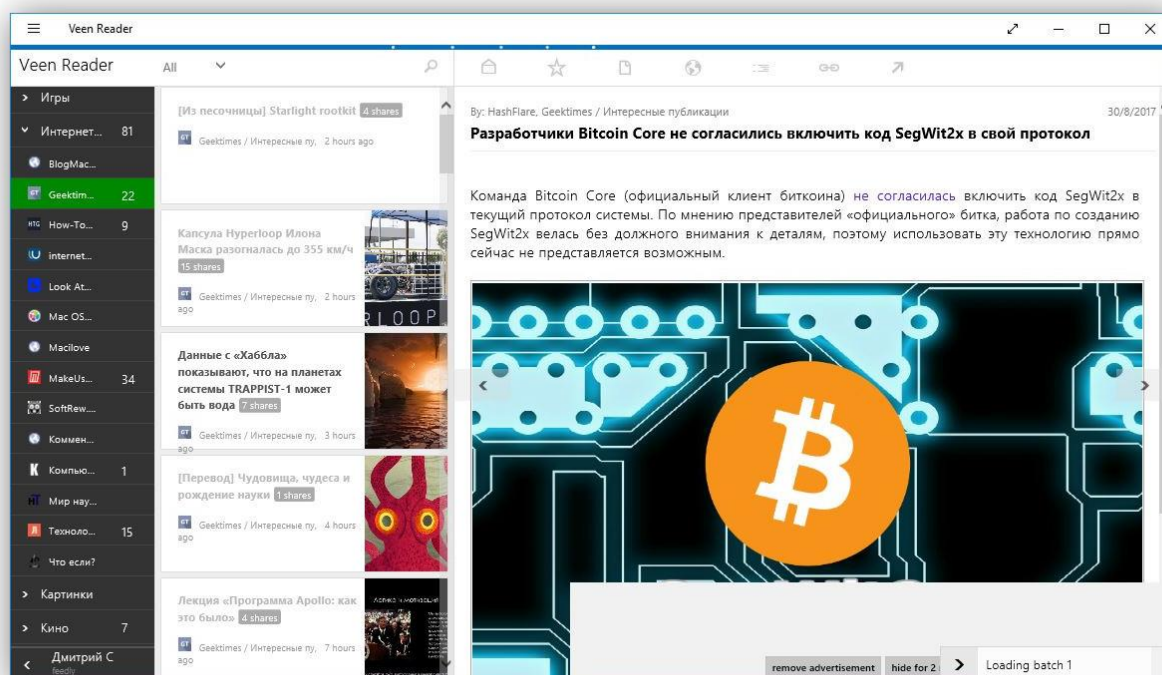 Veen Reader
Veen Reader
All
Игры
Интернет... 81
BlogMac...
Geektim... 22
How-To... 9
internet...
Look At...
Mac OS...
Macilove
MakeUs... 34
SoftRew....
Коммен...
Компью... 1
Мир нау...
Техноло... 15
Что если?
Картинки
Кино 7
Дмитрий С
feedly
[Из песочницы] Starlight rootkit 4 shares
Geektimes / Интересные пу, 2 hours ago
Капсула Hyperloop Илона
Маска разогналась до 355 км/ч
15 shares
Geektimes / Интересные пу, 2 hours
ago
Данные с «Хаббла»
показывают, что на планетах
системы TRAPPIST-1 может
быть вода 7 shares
Geektimes / Интересные пу, 3 hours
ago
[Перевод] Чудовища, чудеса и
рождение науки 1 shares
Geektimes / Интересные пу, 4 hours
ago
Лекция «Программа Apollo: как
это было» 4 shares
Geektimes / Интересные пу, 7 hours
ago
By: HashFlare, Geektimes / Интересные публикации 30/8/2017
Разработчики Bitcoin Core не согласились включить код SegWit2x в свой протокол
Команда Bitcoin Core (официальный клиент биткоина) не согласилась включить код SegWit2x в
текущий протокол системы. По мнению представителей «официального» битка, работа по созданию
SegWit2x велась без должного внимания к деталям, поэтому использовать эту технологию прямо
сейчас не представляется возможным.
remove advertisement hide for 2
Loading batch 1